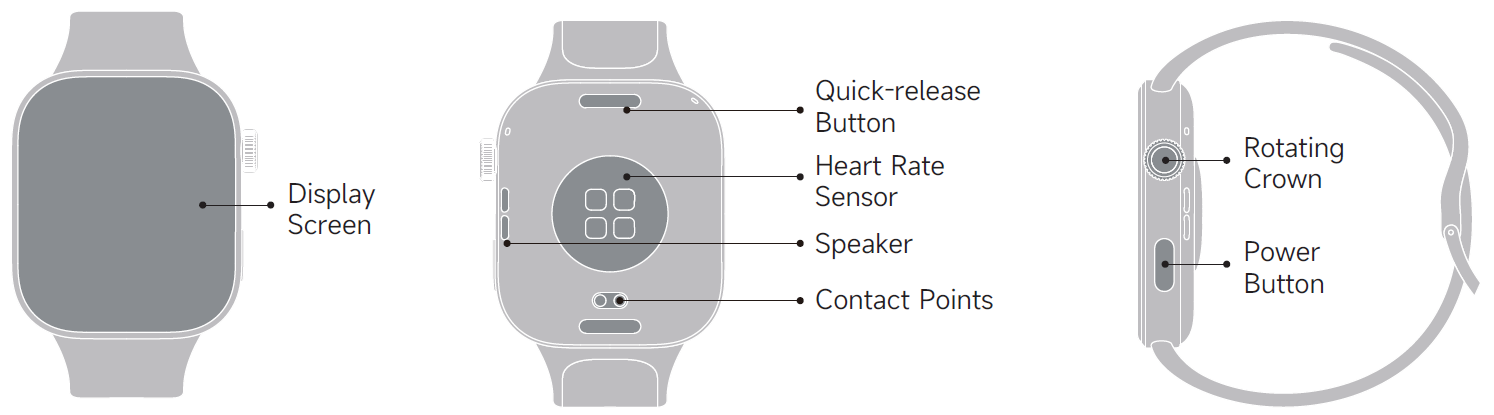 Display
Screen
Quick-release
Button
Heart Rate
Sensor
Speaker
Contact Points
Rotating
Crown
Power
Button